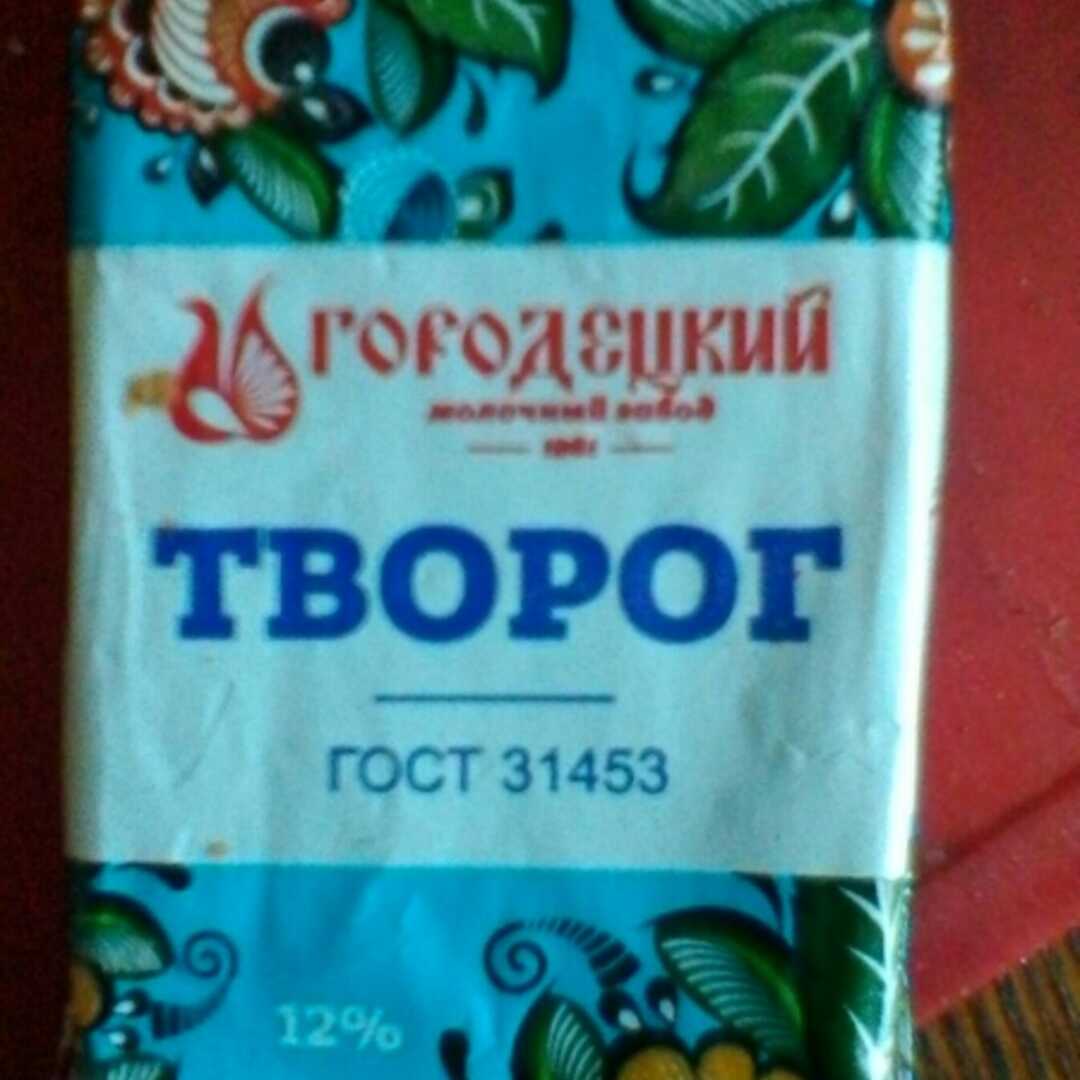 ГОРОДЕЦКИЙ
молочный завод
ТВОРОГ
ГОСТ 31453
12%